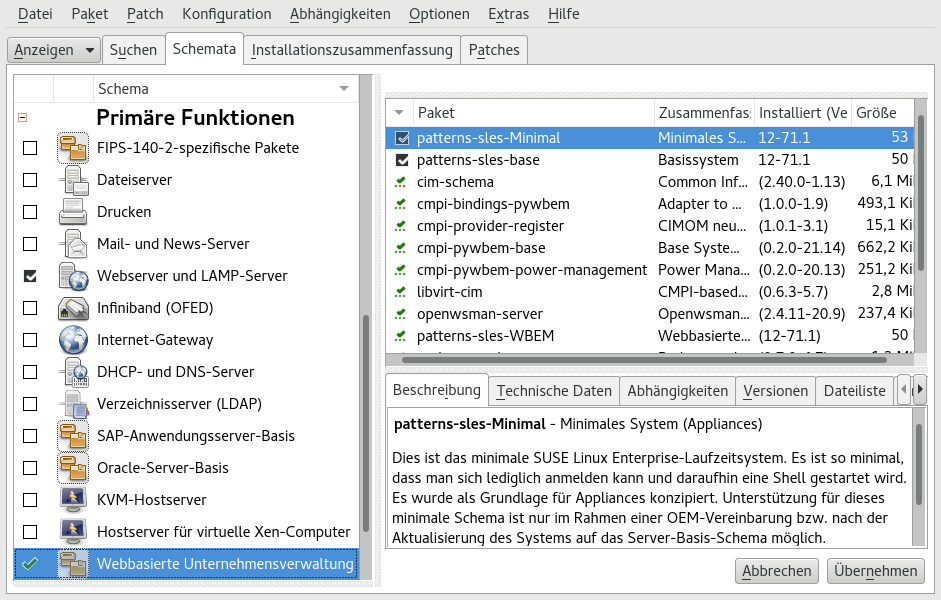 Datei Paket Patch Konfiguration Abhängigkeiten Optionen Extras Hilfe
Anzeigen Suchen Schemata Installationszusammenfassung Patches
Schema
Primäre Funktionen
FIPS-140-2-spezifische Pakete
Dateiserver
Drucken
Mail- und News-Server
Webserver und LAMP-Server
Infiniband (OFED)
Internet-Gateway
DHCP- und DNS-Server
Verzeichnisserver (LDAP)
SAP-Anwendungsserver-Basis
Oracle-Server-Basis
KVM-Hostserver
Hostserver für virtuelle Xen-Computer
Webbasierte Unternehmensverwaltung
Paket Zusammenfas: Installiert (Ve Größe
patterns-sles-Minimal Minimales S... 12-71.1 53
patterns-sles-base Basissystem 12-71.1 50
cim-schema Common Inf... (2.40.0-1.13) 6,1 Mi
cmpi-bindings-pywbem Adapter to ... (1.0.0-1.9) 493,1 Ki
cmpi-provider-register CIMOM neu... (1.0.1-3.1) 15,1 Ki
cmpi-pywbem-base Base Syste... (0.2.0-21.14) 662,2 Ki
cmpi-pywbem-power-management Power Mana... (0.2.0-20.13) 251,2 Ki
libvirt-cim CMPI-based... (0.6.3-5.7) 2,8 Mi
openwsman-server Openwsman... (2.4.11-20.9) 237,4 Ki
patterns-sles-WBEM Webbasierte... (12-71.1) 50
Beschreibung Technische Daten Abhängigkeiten Versionen Dateiliste
patterns-sles-Minimal - Minimales System (Appliances)
Dies ist das minimale SUSE Linux Enterprise-Laufzeitsystem. Es ist so minimal,
dass man sich lediglich anmelden kann und daraufhin eine Shell gestartet wird.
Es wurde als Grundlage für Appliances konzipiert. Unterstützung für dieses
minimale Schema ist nur im Rahmen einer OEM-Vereinbarung bzw. nach der
Aktualisierung des Systems auf das Server-Basis-Schema möglich.
Abbrechen Übernehmen